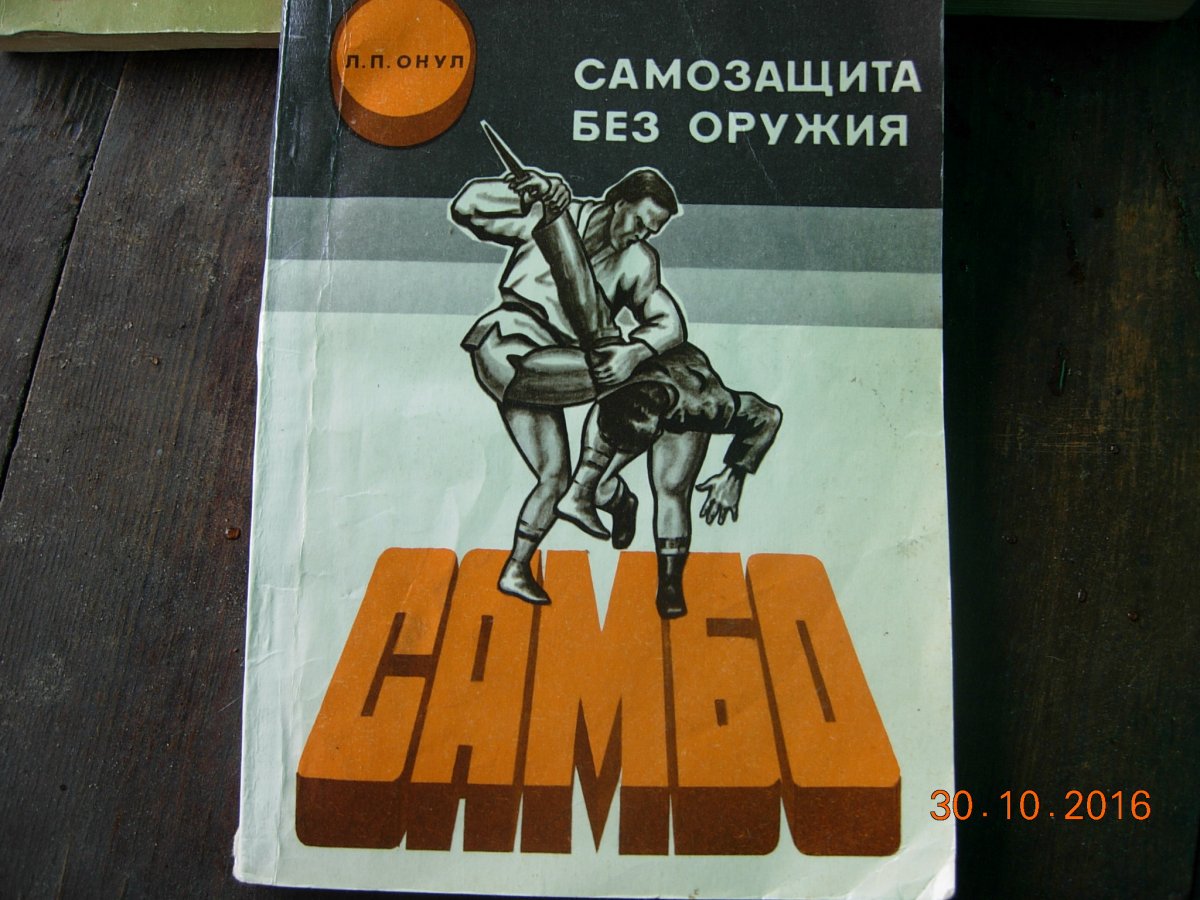 Л.П. ОНУЛ
САМОЗАЩИТА
БЕЗ ОРУЖИЯ
САМБО
30.10.2016